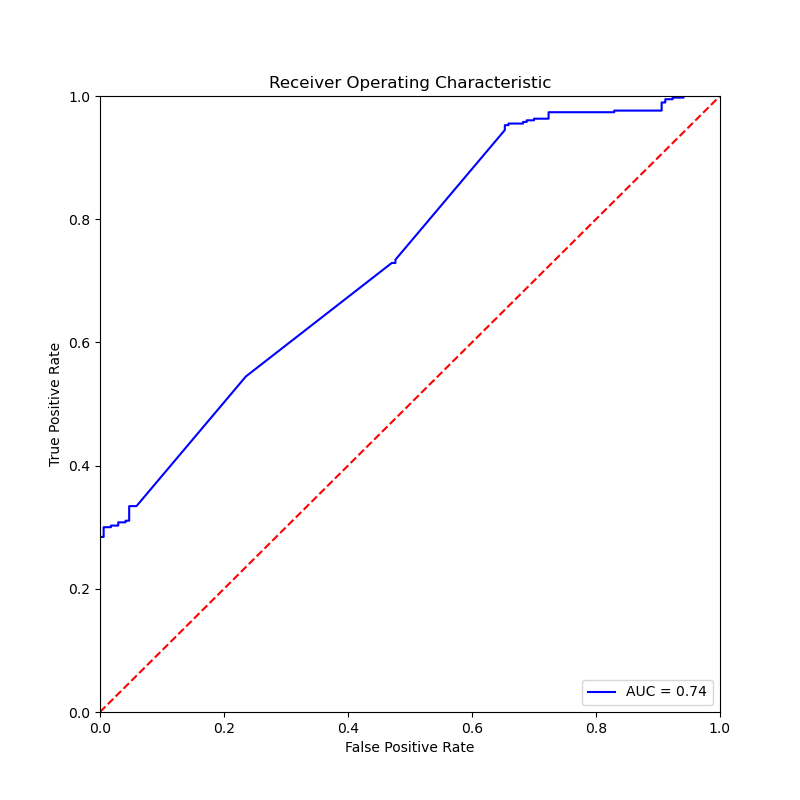 Receiver Operating Characteristic
1.0
0.8
0.6
0.4
0.2
0.0
True Positive Rate
AUC = 0.74
0.0 0.2 0.4 0.6 0.8 1.0
False Positive Rate